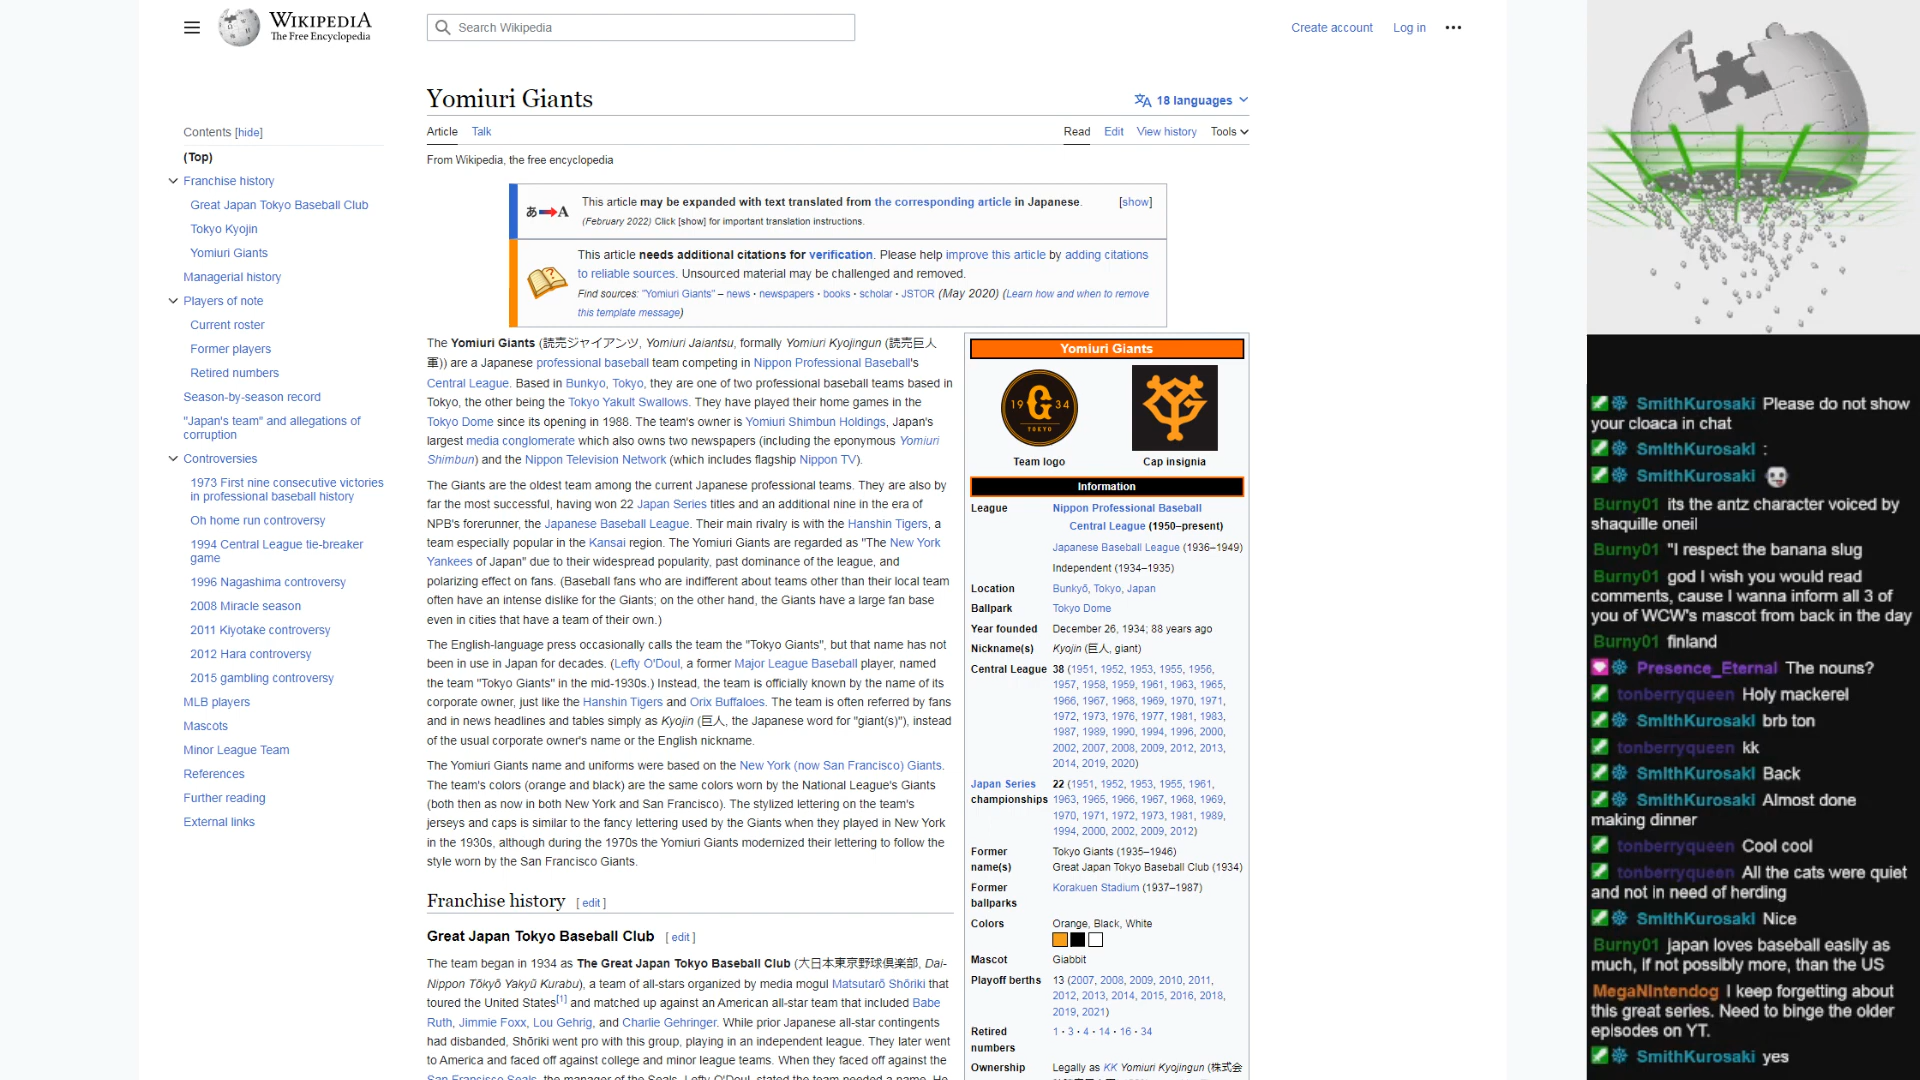 WIKIPEDIA
The Free Encyclopedia
Search Wikipedia
Create account
Log in
Contents [hide]
(Top)
Franchise history
Great Japan Tokyo Baseball Club
Tokyo Kyojin
Yomiuri Giants
Managerial history
Players of note
Current roster
Former players
Retired numbers
Season-by-season record
"Japan's team" and allegations of
corruption
Controversies
1973 First nine consecutive victories
in professional baseball history
Oh home run controversy
1994 Central League tie-breaker
game
1996 Nagashima controversy
2008 Miracle season
2011 Kiyotake controversy
2012 Hara controversy
2015 gambling controversy
MLB players
Mascots
Minor League Team
References
Further reading
External links
Yomiuri Giants
18 languages
Article
Talk
Read
Edit
View history
Tools
From Wikipedia, the free encyclopedia
あ A
This article may be expanded with text translated from the corresponding article in Japanese. [show]
(February 2022) Click [show] for important translation instructions.
This article needs additional citations for verification. Please help improve this article by adding citations
to reliable sources. Unsourced material may be challenged and removed.
Find sources: "Yomiuri Giants" – news · newspapers · books · scholar · JSTOR (May 2020) (Learn how and when to remove
this template message)
The Yomiuri Giants (読売ジャイアンツ, Yomiuri Jaiantsu, formally Yomiuri Kyojingun (読売巨人
軍)) are a Japanese professional baseball team competing in Nippon Professional Baseball's
Central League. Based in Bunkyo, Tokyo, they are one of two professional baseball teams based in
Tokyo, the other being the Tokyo Yakult Swallows. They have played their home games in the
Tokyo Dome since its opening in 1988. The team's owner is Yomiuri Shimbun Holdings, Japan's
largest media conglomerate which also owns two newspapers (including the eponymous Yomiuri
Shimbun) and the Nippon Television Network (which includes flagship Nippon TV).
The Giants are the oldest team among the current Japanese professional teams. They are also by
far the most successful, having won 22 Japan Series titles and an additional nine in the era of
NPB's forerunner, the Japanese Baseball League. Their main rivalry is with the Hanshin Tigers, a
team especially popular in the Kansai region. The Yomiuri Giants are regarded as "The New York
Yankees of Japan" due to their widespread popularity, past dominance of the league, and
polarizing effect on fans. (Baseball fans who are indifferent about teams other than their local team
often have an intense dislike for the Giants; on the other hand, the Giants have a large fan base
even in cities that have a team of their own.)
The English-language press occasionally calls the team the "Tokyo Giants", but that name has not
been in use in Japan for decades. (Lefty O'Doul, a former Major League Baseball player, named
the team "Tokyo Giants" in the mid-1930s.) Instead, the team is officially known by the name of its
corporate owner, just like the Hanshin Tigers and Orix Buffaloes. The team is often referred by fans
and in news headlines and tables simply as Kyojin (巨人, the Japanese word for "giant(s)"), instead
of the usual corporate owner's name or the English nickname.
The Yomiuri Giants name and uniforms were based on the New York (now San Francisco) Giants.
The team's colors (orange and black) are the same colors worn by the National League's Giants
(both then as now in both New York and San Francisco). The stylized lettering on the team's
jerseys and caps is similar to the fancy lettering used by the Giants when they played in New York
in the 1930s, although during the 1970s the Yomiuri Giants modernized their lettering to follow the
style worn by the San Francisco Giants.
Franchise history [ edit ]
Great Japan Tokyo Baseball Club [ edit ]
The team began in 1934 as The Great Japan Tokyo Baseball Club (大日本東京野球倶楽部, Dai-
Nippon Tōkyō Yakyū Kurabu), a team of all-stars organized by media mogul Matsutarō Shōriki that
toured the United States[1] and matched up against an American all-star team that included Babe
Ruth, Jimmie Foxx, Lou Gehrig, and Charlie Gehringer. While prior Japanese all-star contingents
had disbanded, Shōriki went pro with this group, playing in an independent league. They later went
to America and faced off against college and minor league teams. When they faced off against the
San Francisco Seals, the manager of the Seals, Lefty O'Doul, stated the team needed a name. He
Yomiuri Giants
19 G 34
TOKYO
Team logo
Cap insignia
Information
League Nippon Professional Baseball
Central League (1950–present)
Japanese Baseball League (1936–1949)
Independent (1934–1935)
Location Bunkyō, Tokyo, Japan
Ballpark Tokyo Dome
Year founded December 26, 1934; 88 years ago
Nickname(s) Kyojin (巨人, giant)
Central League 38 (1951, 1952, 1953, 1955, 1956,
1957, 1958, 1959, 1961, 1963, 1965,
1966, 1967, 1968, 1969, 1970, 1971,
1972, 1973, 1976, 1977, 1981, 1983,
1987, 1989, 1990, 1994, 1996, 2000,
2002, 2007, 2008, 2009, 2012, 2013,
2014, 2019, 2020)
Japan Series 22 (1951, 1952, 1953, 1955, 1961,
championships 1963, 1965, 1966, 1967, 1968, 1969,
1970, 1971, 1972, 1973, 1981, 1989,
1994, 2000, 2002, 2009, 2012)
Former Tokyo Giants (1935–1946)
name(s) Great Japan Tokyo Baseball Club (1934)
Former Korakuen Stadium (1937–1987)
ballparks
Colors Orange, Black, White
Mascot Giabbit
Playoff berths 13 (2007, 2008, 2009, 2010, 2011,
2012, 2013, 2014, 2015, 2016, 2018,
2019, 2021)
Retired 1 · 3 · 4 · 14 · 16 · 34
numbers
Ownership Legally as KK Yomiuri Kyojingun (株式会
SmithKurosaki Please do not show
your cloaca in chat
SmithKurosaki :
SmithKurosaki
Burny01 its the antz character voiced by
shaquille oneil
Burny01 "I respect the banana slug
Burny01 god I wish you would read
comments, cause I wanna inform all 3 of
you of WCW's mascot from back in the day
Burny01 finland
Presence_Eternal The nouns?
tonberryqueen Holy mackerel
SmithKurosaki brb ton
tonberryqueen kk
SmithKurosaki Back
SmithKurosaki Almost done
making dinner
tonberryqueen Cool cool
tonberryqueen All the cats were quiet
and not in need of herding
SmithKurosaki Nice
Burny01 japan loves baseball easily as
much, if not possibly more, than the US
MegaNintendog I keep forgetting about
this great series. Need to binge the older
episodes on YT.
SmithKurosaki yes